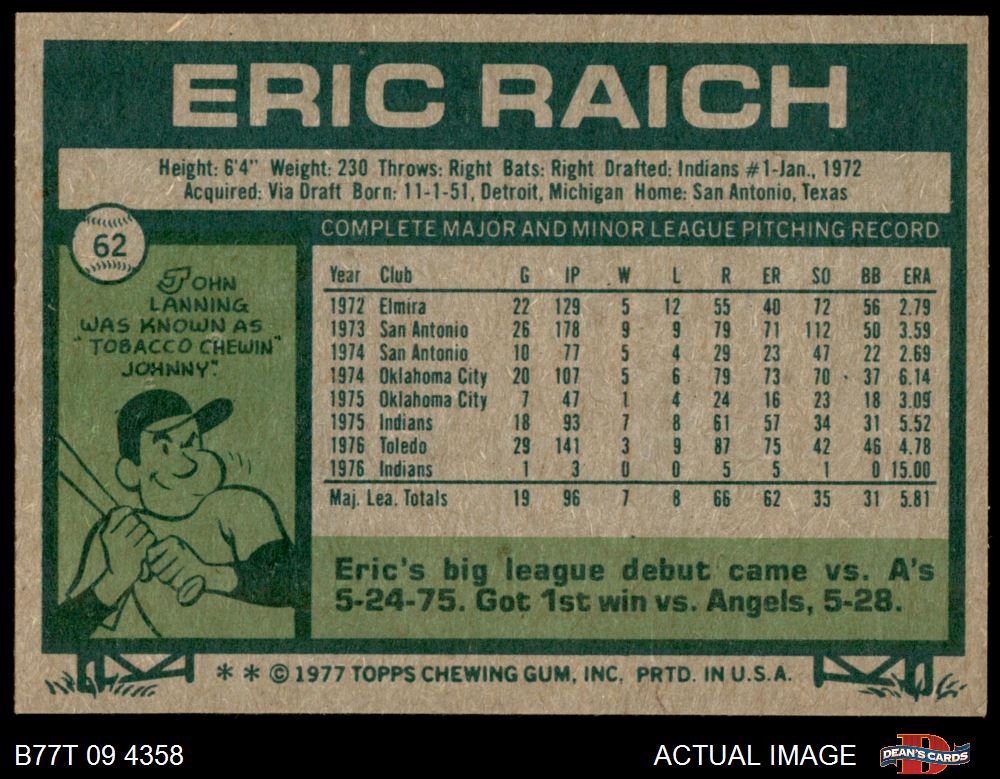 ERIC RAICH
Height: 6'4" Weight: 230 Throws: Right Bats: Right Drafted: Indians #1-Jan., 1972
Acquired: Via Draft Born: 11-1-51, Detroit, Michigan Home: San Antonio, Texas
62
JOHN
LANNING
WAS KNOWN AS
"TOBACCO CHEWIN'
JOHNNY".
COMPLETE MAJOR AND MINOR LEAGUE PITCHING RECORD
Year Club G IP W L R ER SO BB ERA
1972 Elmira 22 129 5 12 55 40 72 56 2.79
1973 San Antonio 26 178 9 9 79 71 112 50 3.59
1974 San Antonio 10 77 5 4 29 23 47 22 2.69
1974 Oklahoma City 20 107 5 6 79 73 70 37 6.14
1975 Oklahoma City 7 47 1 4 24 16 23 18 3.09
1975 Indians 18 93 7 8 61 57 34 31 5.52
1976 Toledo 29 141 3 9 87 75 42 46 4.78
1976 Indians 1 3 0 0 5 5 1 0 15.00
Maj. Lea. Totals 19 96 7 8 66 62 35 31 5.81
Eric's big league debut came vs. A's
5-24-75. Got 1st win vs. Angels, 5-28.
* * © 1977 TOPPS CHEWING GUM, INC. PRTD. IN U.S.A.
B77T 09 4358
ACTUAL IMAGE
DEAN'S CARDS